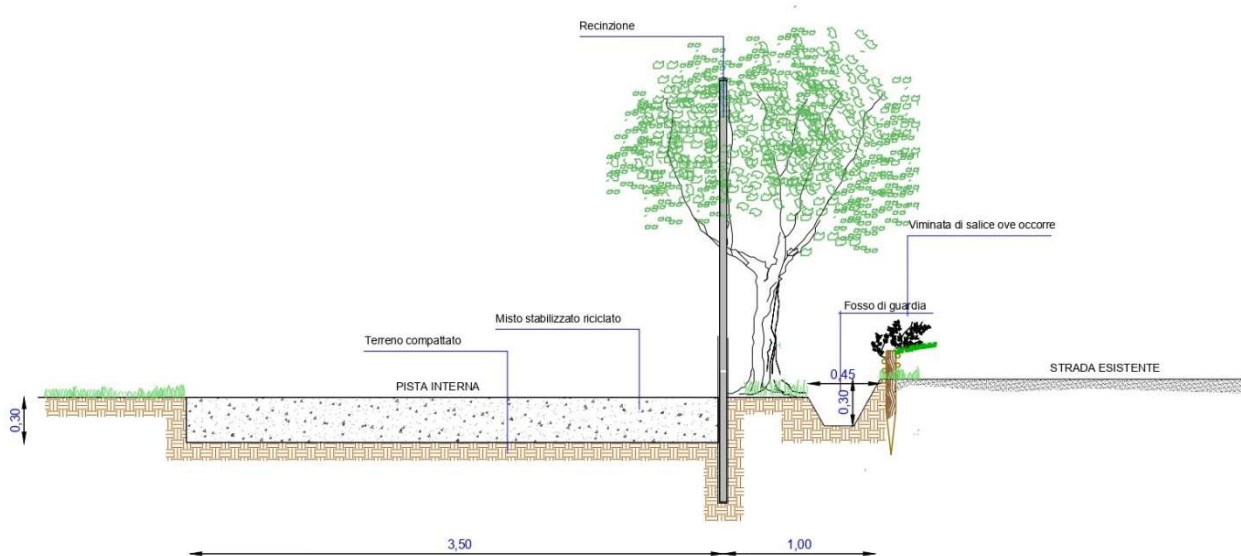 Recinzione
Viminata di salice ove occorre
Fosso di guardia
Misto stabilizzato riciclato
Terreno compattato
STRADA ESISTENTE
PISTA INTERNA
0,45
0,30
0,30
3,50
1,00